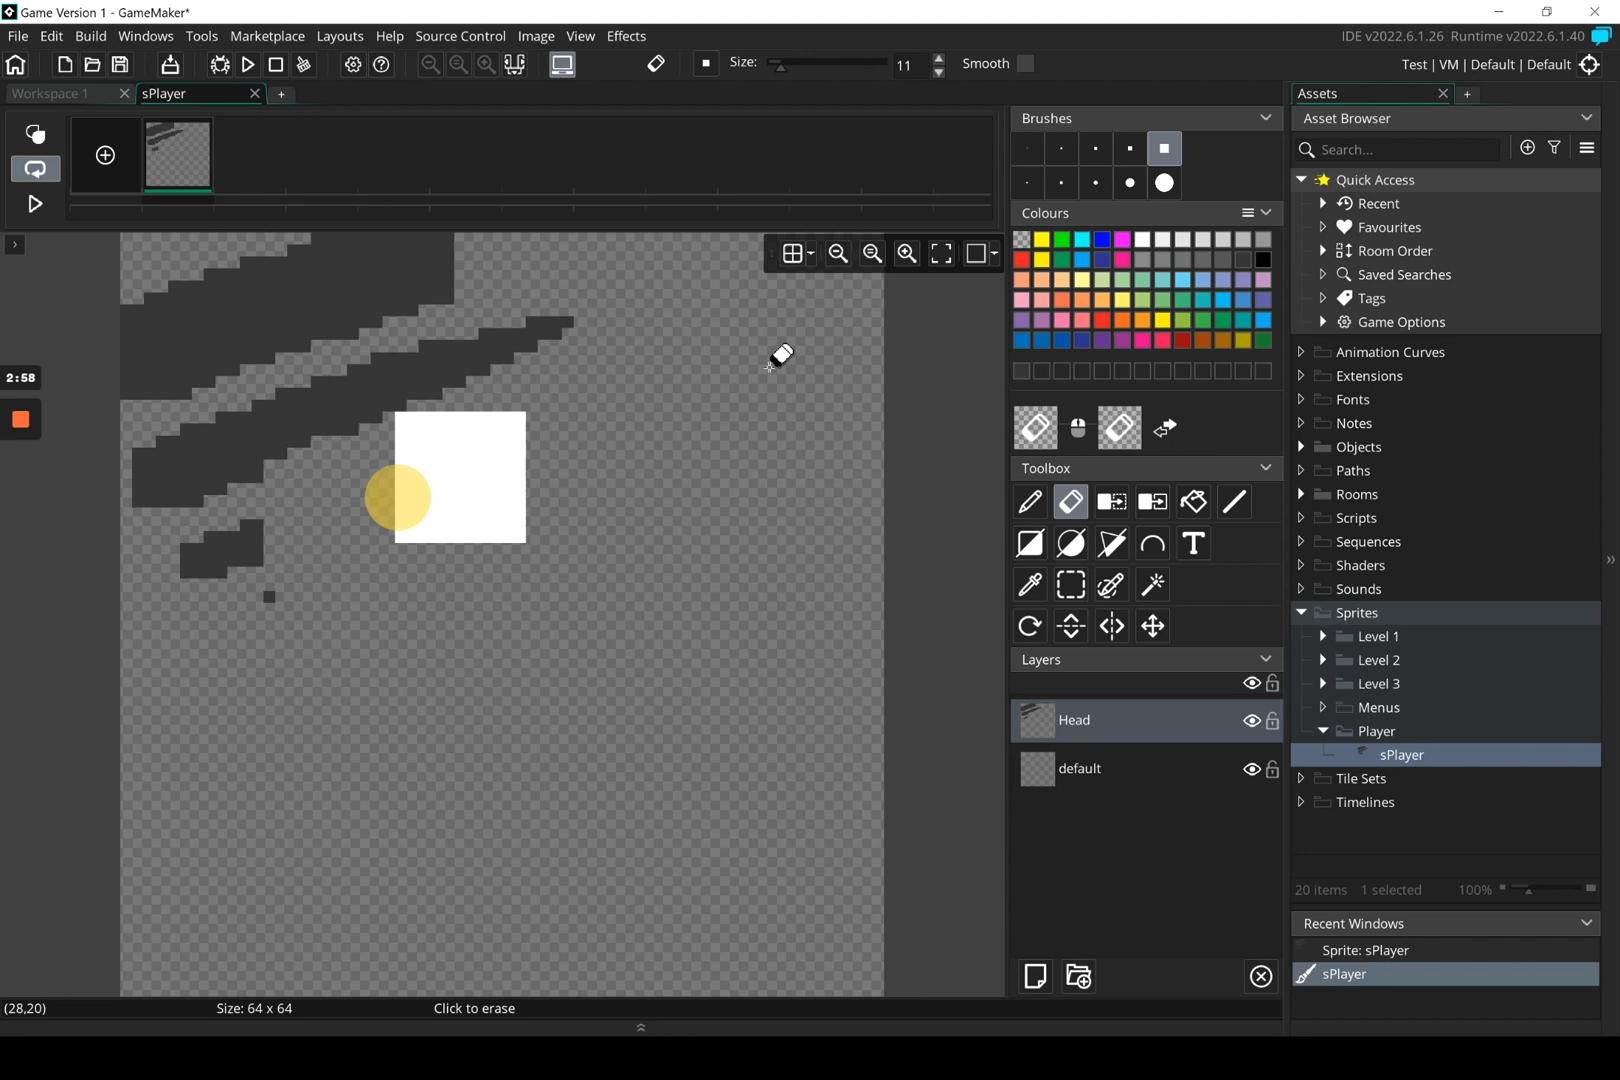 Game Version 1 - GameMaker*
File Edit Build Windows Tools Marketplace Layouts Help Source Control Image View Effects
IDE v2022.6.1.26 Runtime v2022.6.1.40
Size: 11 Smooth
Test | VM | Default | Default
Workspace 1 sPlayer
Assets
Brushes
Asset Browser
Search...
Quick Access
Recent
Colours
Favourites
Room Order
Saved Searches
Tags
Game Options
Animation Curves
2:58
Extensions
Fonts
Notes
Objects
Toolbox
Paths
Rooms
Scripts
Sequences
Shaders
Sounds
Sprites
Level 1
Layers
Level 2
Level 3
Menus
Head
Player
sPlayer
default
Tile Sets
Timelines
20 items 1 selected 100%
Recent Windows
Sprite: sPlayer
sPlayer
(28,20) Size: 64 x 64 Click to erase